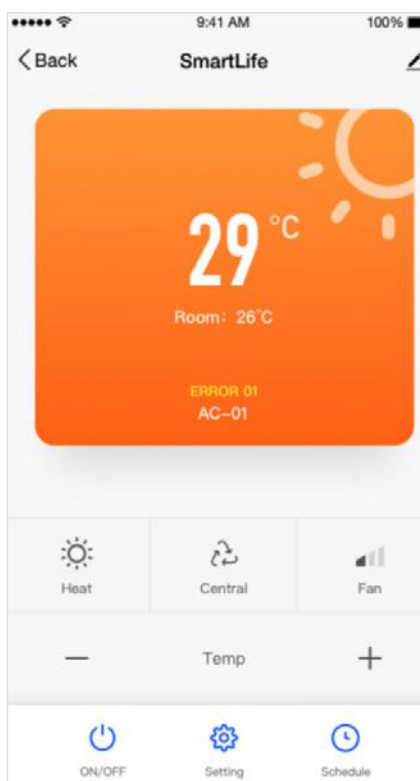 9:41 AM 100%
Back SmartLife
29 °C
Room: 26°C
ERROR 01
AC-01
Heat Central Fan
— Temp +
ON/OFF Setting Schedule